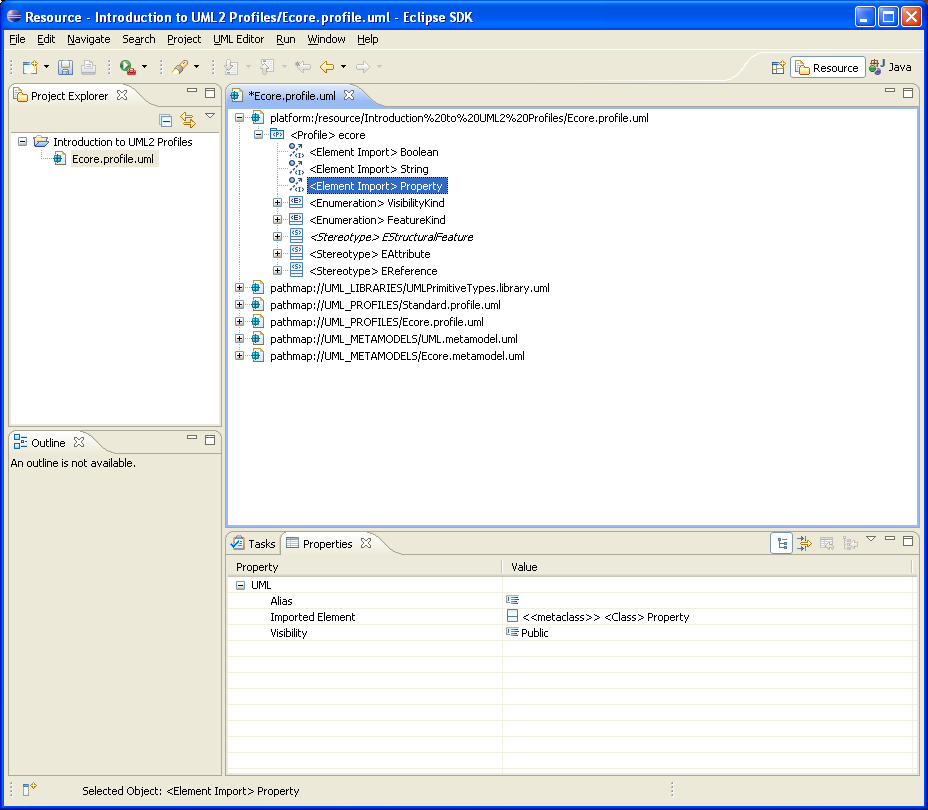 Resource - Introduction to UML2 Profiles/Ecore.profile.uml - Eclipse SDK
File Edit Navigate Search Project UML Editor Run Window Help
Resource Java
Project Explorer
Introduction to UML2 Profiles
Ecore.profile.uml
*Ecore.profile.uml
platform:/resource/Introduction%20to%20UML2%20Profiles/Ecore.profile.uml
<Profile> ecore
<Element Import> Boolean
<Element Import> String
<Element Import> Property
<Enumeration> VisibilityKind
<Enumeration> FeatureKind
<Stereotype> EStructuralFeature
<Stereotype> EAttribute
<Stereotype> EReference
pathmap://UML_LIBRARIES/UMLPrimitiveTypes.library.uml
pathmap://UML_PROFILES/Standard.profile.uml
pathmap://UML_PROFILES/Ecore.profile.uml
pathmap://UML_METAMODELS/UML.metamodel.uml
pathmap://UML_METAMODELS/Ecore.metamodel.uml
Outline
An outline is not available.
Tasks Properties
Property Value
UML
Alias
Imported Element <<metaclass>> <Class> Property
Visibility Public
Selected Object: <Element Import> Property